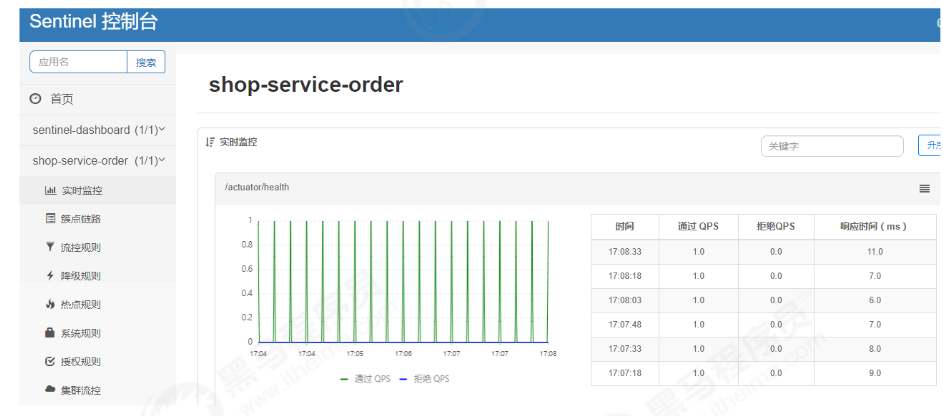 Sentinel 控制台
应用名 搜索
首页
sentinel-dashboard (1/1)
shop-service-order (1/1)
实时监控
簇点链路
流控规则
降级规则
热点规则
系统规则
授权规则
集群流控
shop-service-order
实时监控 关键字
/actuator/health
1
0.8
0.6
0.4
0.2
0
17:04 17:04 17:05 17:06 17:07 17:07 17:08
通过 QPS 拒绝 QPS
时间 通过 QPS 拒绝QPS 响应时间（ms）
17:08:33 1.0 0.0 11.0
17:08:18 1.0 0.0 7.0
17:08:03 1.0 0.0 6.0
17:07:48 1.0 0.0 7.0
17:07:33 1.0 0.0 8.0
17:07:18 1.0 0.0 9.0
黑马程序员
www.itheima.com
黑马程序员
www.itheima.com